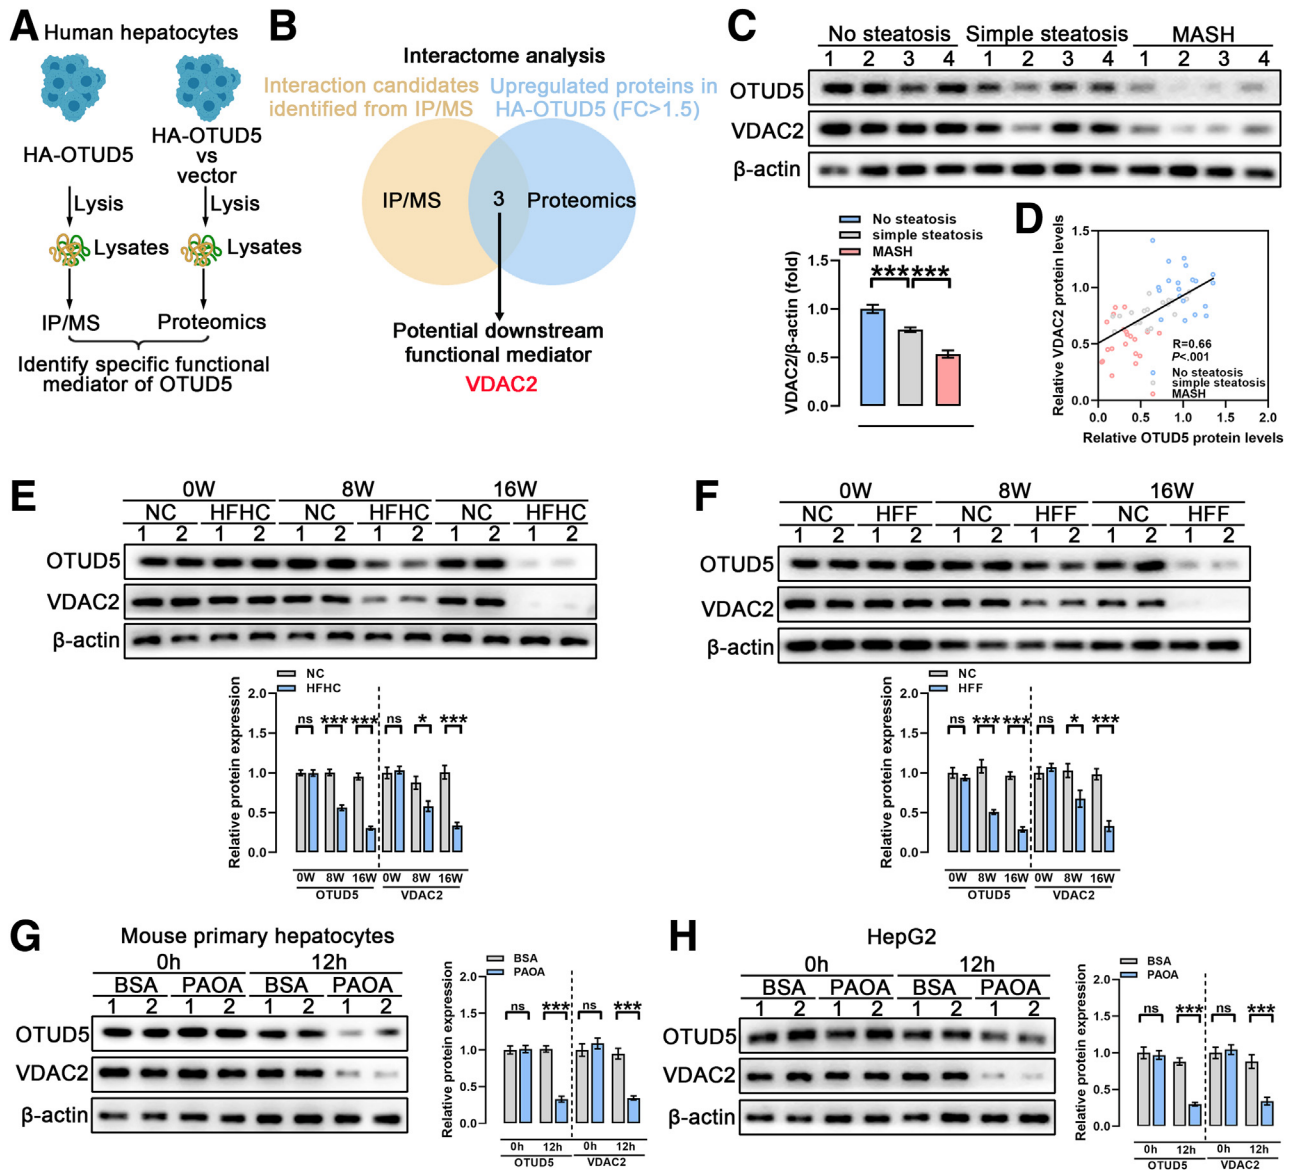 A
Human hepatocytes
HA-OTUD5
HA-OTUD5
vs
vector
Lysis
Lysis
Lysates
Lysates
IP/MS
Proteomics
Identify specific functional
mediator of OTUD5
B
Interactome analysis
Interaction candidates
identified from IP/MS
Upregulated proteins in
HA-OTUD5 (FC>1.5)
IP/MS
3
Proteomics
Potential downstream
functional mediator
VDAC2
C
No steatosis Simple steatosis MASH
1 2 3 4 1 2 3 4 1 2 3 4
OTUD5
VDAC2
β-actin
No steatosis
simple steatosis
MASH
VDAC2/β-actin (fold)
1.5
1.0
0.5
0.0
*** ***
D
Relative VDAC2 protein levels
1.5
1.0
0.5
0.0
R=0.66
P<.001
No steatosis
simple steatosis
MASH
0.0 0.5 1.0 1.5 2.0
Relative OTUD5 protein levels
E
0W 8W 16W
NC HFHC NC HFHC NC HFHC
1 2 1 2 1 2 1 2 1 2 1 2
OTUD5
VDAC2
β-actin
NC
HFHC
Relative protein expression
2.0
1.5
1.0
0.5
0.0
ns *** *** ns * ***
0W 8W 16W 0W 8W 16W
OTUD5 VDAC2
F
0W 8W 16W
NC HFF NC HFF NC HFF
1 2 1 2 1 2 1 2 1 2 1 2
OTUD5
VDAC2
β-actin
NC
HFF
Relative protein expression
2.0
1.5
1.0
0.5
0.0
ns *** *** ns * ***
0W 8W 16W 0W 8W 16W
OTUD5 VDAC2
G
Mouse primary hepatocytes
0h 12h
BSA PAOA BSA PAOA
1 2 1 2 1 2 1 2
OTUD5
VDAC2
β-actin
BSA
PAOA
Relative protein expression
2.0
1.5
1.0
0.5
0.0
ns *** ns ***
0h 12h 0h 12h
OTUD5 VDAC2
H
HepG2
0h 12h
BSA PAOA BSA PAOA
1 2 1 2 1 2 1 2
OTUD5
VDAC2
β-actin
BSA
PAOA
Relative protein expression
2.0
1.5
1.0
0.5
0.0
ns *** ns ***
0h 12h 0h 12h
OTUD5 VDAC2